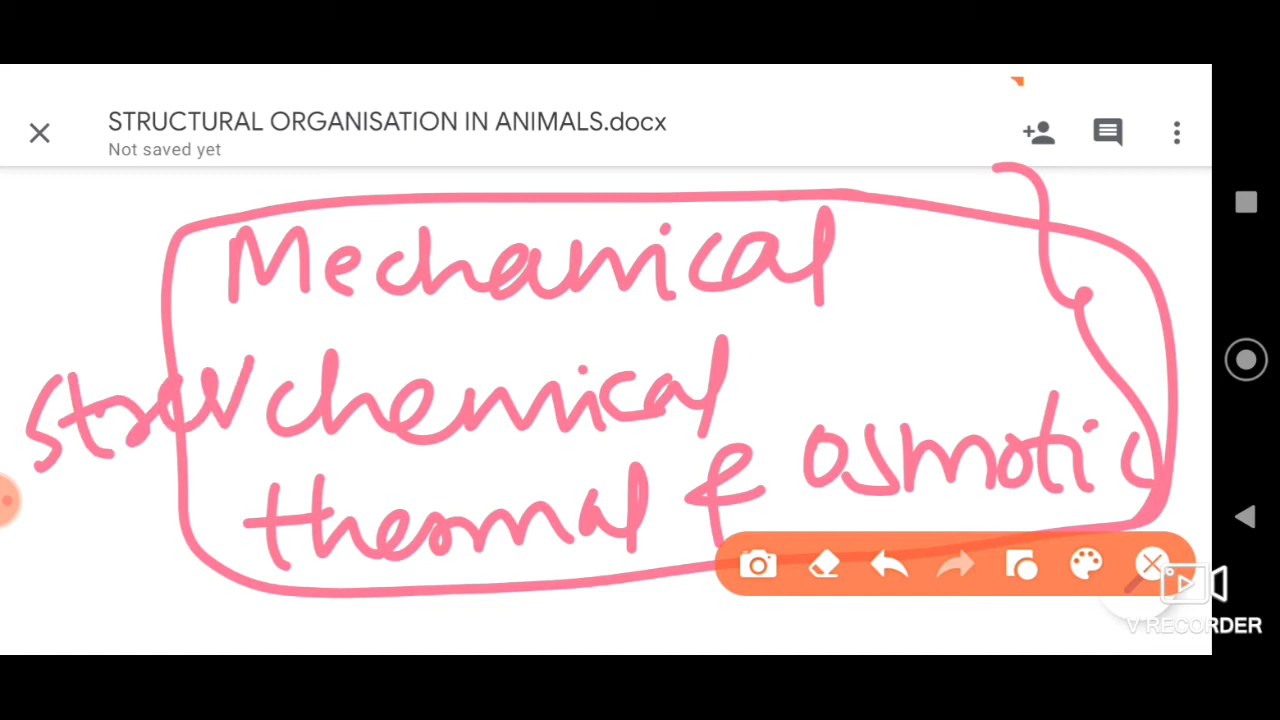 STRUCTURAL ORGANISATION IN ANIMALS.docx
Not saved yet
Mechanical
chemical
thermal & osmotic
V RECORDER